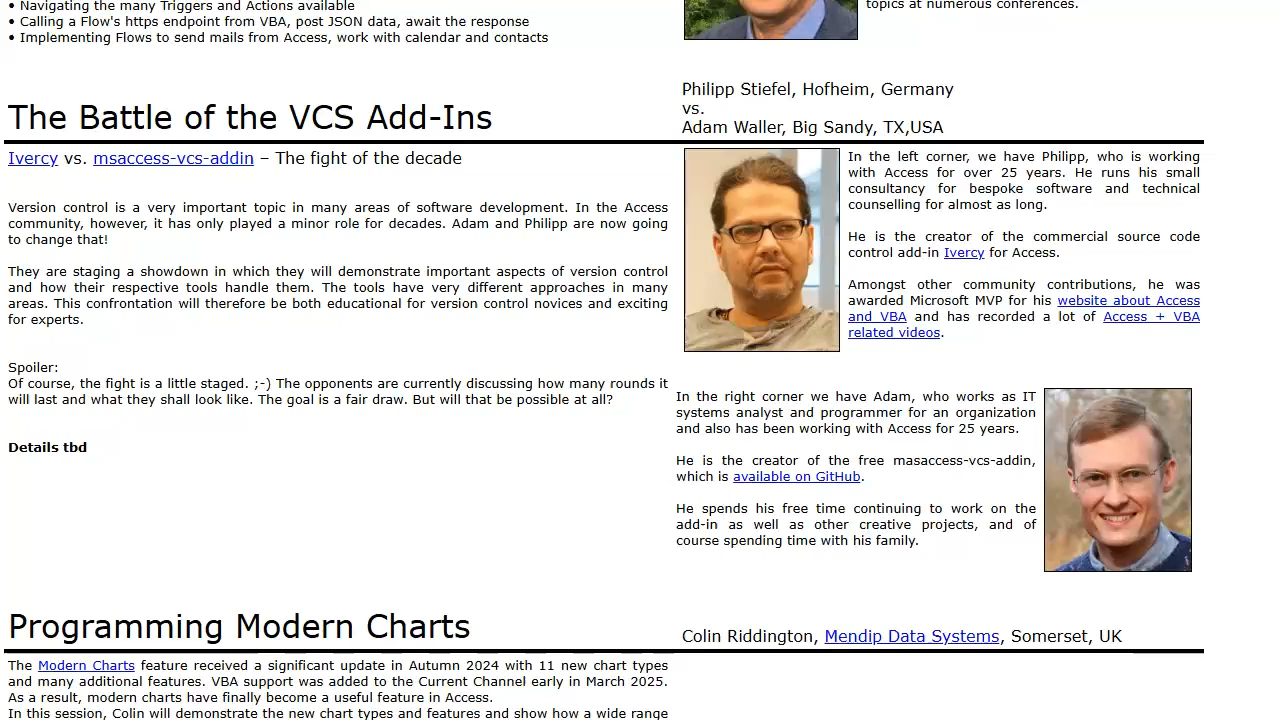 • Navigating the many Triggers and Actions available
• Calling a Flow's https endpoint from VBA, post JSON data, await the response
• Implementing Flows to send mails from Access, work with calendar and contacts
topics at numerous conferences.
The Battle of the VCS Add-Ins
Philipp Stiefel, Hofheim, Germany
vs.
Adam Waller, Big Sandy, TX,USA
Ivercy vs. msaccess-vcs-addin – The fight of the decade
Version control is a very important topic in many areas of software development. In the Access
community, however, it has only played a minor role for decades. Adam and Philipp are now going
to change that!
They are staging a showdown in which they will demonstrate important aspects of version control
and how their respective tools handle them. The tools have very different approaches in many
areas. This confrontation will therefore be both educational for version control novices and exciting
for experts.
Spoiler:
Of course, the fight is a little staged. ;-) The opponents are currently discussing how many rounds it
will last and what they shall look like. The goal is a fair draw. But will that be possible at all?
Details tbd
In the left corner, we have Philipp, who is working
with Access for over 25 years. He runs his small
consultancy for bespoke software and technical
counselling for almost as long.
He is the creator of the commercial source code
control add-in Ivercy for Access.
Amongst other community contributions, he was
awarded Microsoft MVP for his website about Access
and VBA and has recorded a lot of Access + VBA
related videos.
In the right corner we have Adam, who works as IT
systems analyst and programmer for an organization
and also has been working with Access for 25 years.
He is the creator of the free masaccess-vcs-addin,
which is available on GitHub.
He spends his free time continuing to work on the
add-in as well as other creative projects, and of
course spending time with his family.
Programming Modern Charts
Colin Riddington, Mendip Data Systems, Somerset, UK
The Modern Charts feature received a significant update in Autumn 2024 with 11 new chart types
and many additional features. VBA support was added to the Current Channel early in March 2025.
As a result, modern charts have finally become a useful feature in Access.
In this session, Colin will demonstrate the new chart types and features and show how a wide range